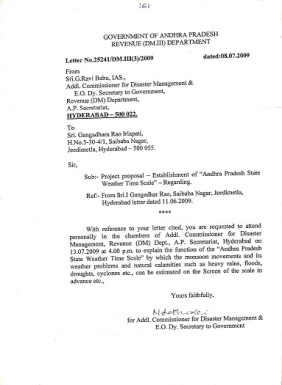 161
GOVERNMENT OF ANDHRA PRADESH
REVENUE (DM.III) DEPARTMENT
Letter No.25241/DM.III(3)/2009 dated:08.07.2009
From
Sri.G.Ravi Babu, IAS.,
Addl. Commissioner for Disaster Management &
E.O. Dy. Secretary to Government,
Revenue (DM) Department,
A.P. Secretariat,
HYDERABAD – 500 022.
To
Sri. Gangadhara Rao Irlapati,
H.No.5-30-4/1, Saibaba Nagar,
Jeedimetla, Hyderabad – 500 055.
Sir,
Sub:- Project proposal – Establishment of "Andhra Pradesh State
Weather Time Scale" – Regarding.
Ref:- From Sri.I Gangadhar Rao, Saibaba Nagar, Jeedimetla,
Hyderabad letter dated 11.06.2009.
****
With reference to your letter cited, you are requested to attend
personally in the chambers of Addl. Commissioner for Disaster
Management, Revenue (DM) Dept., A.P. Secretariat, Hyderabad on
13.07.2009 at 4.00 p.m. to explain the function of the "Andhra Pradesh
State Weather Time Scale" by which the monsoon movements and its
weather problems and natural calamities such as heavy rains, floods,
droughts, cyclones etc., can be estimated on the Screen of the scale in
advance etc.,
Yours faithfully,
for Addl. Commissioner for Disaster Management &
E.O. Dy. Secretary to Government